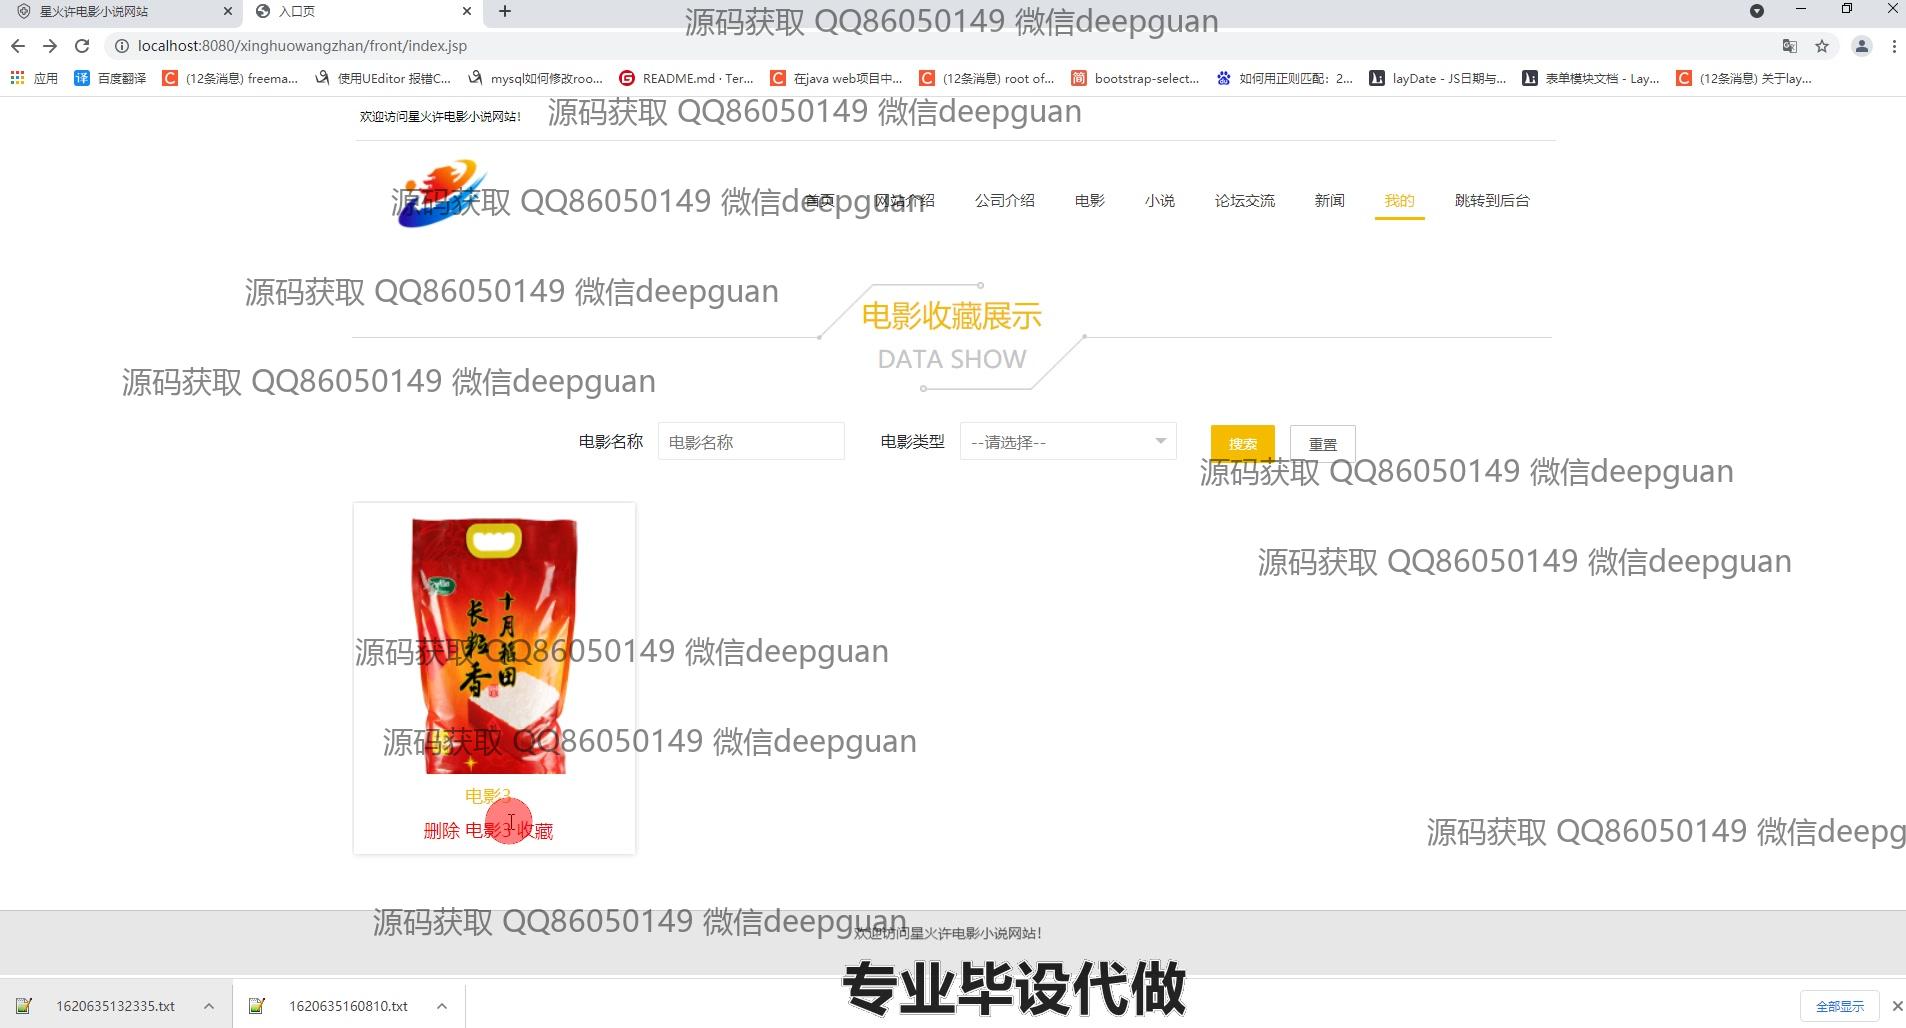 星火许电影小说网站
入口页
localhost:8080/xinghuowangzhan/front/index.jsp
源码获取 QQ86050149 微信deepguan
应用
百度翻译
(12条消息) freema...
使用UEditor 报错C...
mysql如何修改roo...
README.md · Ter...
在java web项目中...
(12条消息) root of...
bootstrap-select...
如何用正则匹配：2...
layDate - JS日期与...
表单模块文档 - Lay...
(12条消息) 关于lay...
欢迎访问星火许电影小说网站！
源码获取 QQ86050149 微信deepguan
源码获取 QQ86050149 微信deepguan
首页 网站介绍 公司介绍 电影 小说 论坛交流 新闻 我的 跳转到后台
源码获取 QQ86050149 微信deepguan
电影收藏展示
DATA SHOW
源码获取 QQ86050149 微信deepguan
电影名称 电影名称 电影类型 --请选择-- 搜索 重置
源码获取 QQ86050149 微信deepguan
源码获取 QQ86050149 微信deepguan
十月稻田
长粒香
源码获取 QQ86050149 微信deepguan
源码获取 QQ86050149 微信deepguan
电影3
删除 电影3 收藏
源码获取 QQ86050149 微信deepg
源码获取 QQ86050149 微信deepguan
欢迎访问星火许电影小说网站！
专业毕设代做
1620635132335.txt
1620635160810.txt
全部显示